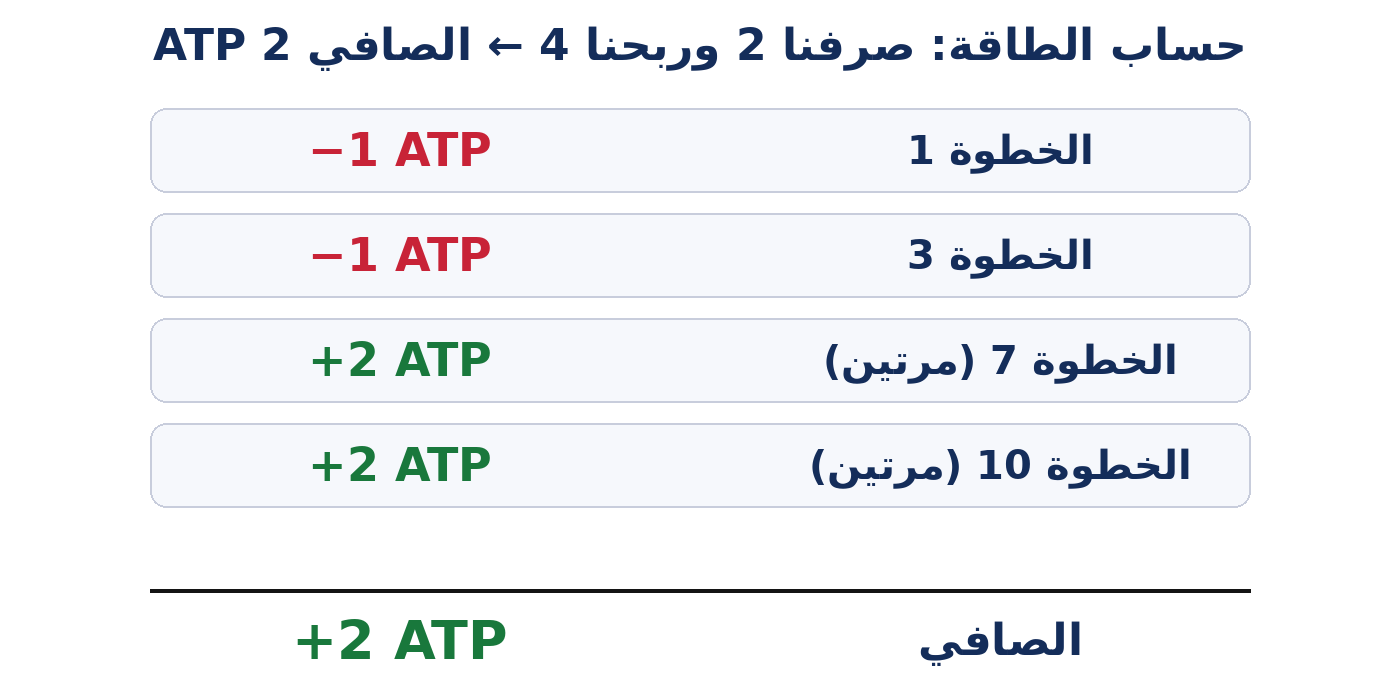 حساب الطاقة: صرفنا 2 وربحنا 4 ← الصافي 2 ATP
الخطوة 1 −1 ATP
الخطوة 3 −1 ATP
الخطوة 7 (مرتين) +2 ATP
الخطوة 10 (مرتين) +2 ATP
الصافي +2 ATP